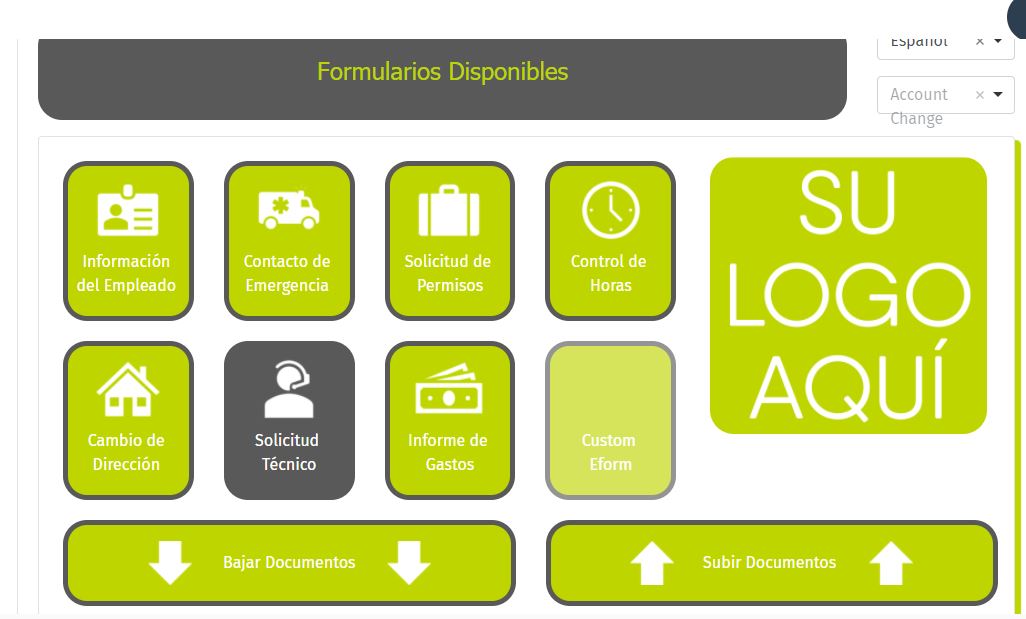 Español
Formularios Disponibles
Account
Change
Información
del Empleado
Contacto de
Emergencia
Solicitud de
Permisos
Control de
Horas
SU
LOGO
AQUÍ
Cambio de
Dirección
Solicitud
Técnico
Informe de
Gastos
Custom
Eform
Bajar Documentos
Subir Documentos